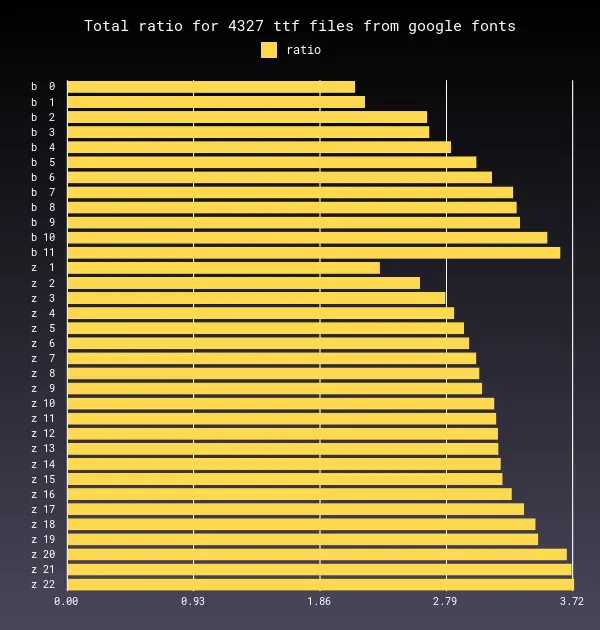 Total ratio for 4327 ttf files from google fonts
ratio
b 0
b 1
b 2
b 3
b 4
b 5
b 6
b 7
b 8
b 9
b 10
b 11
z 1
z 2
z 3
z 4
z 5
z 6
z 7
z 8
z 9
z 10
z 11
z 12
z 13
z 14
z 15
z 16
z 17
z 18
z 19
z 20
z 21
z 22
0.00 0.93 1.86 2.79 3.72